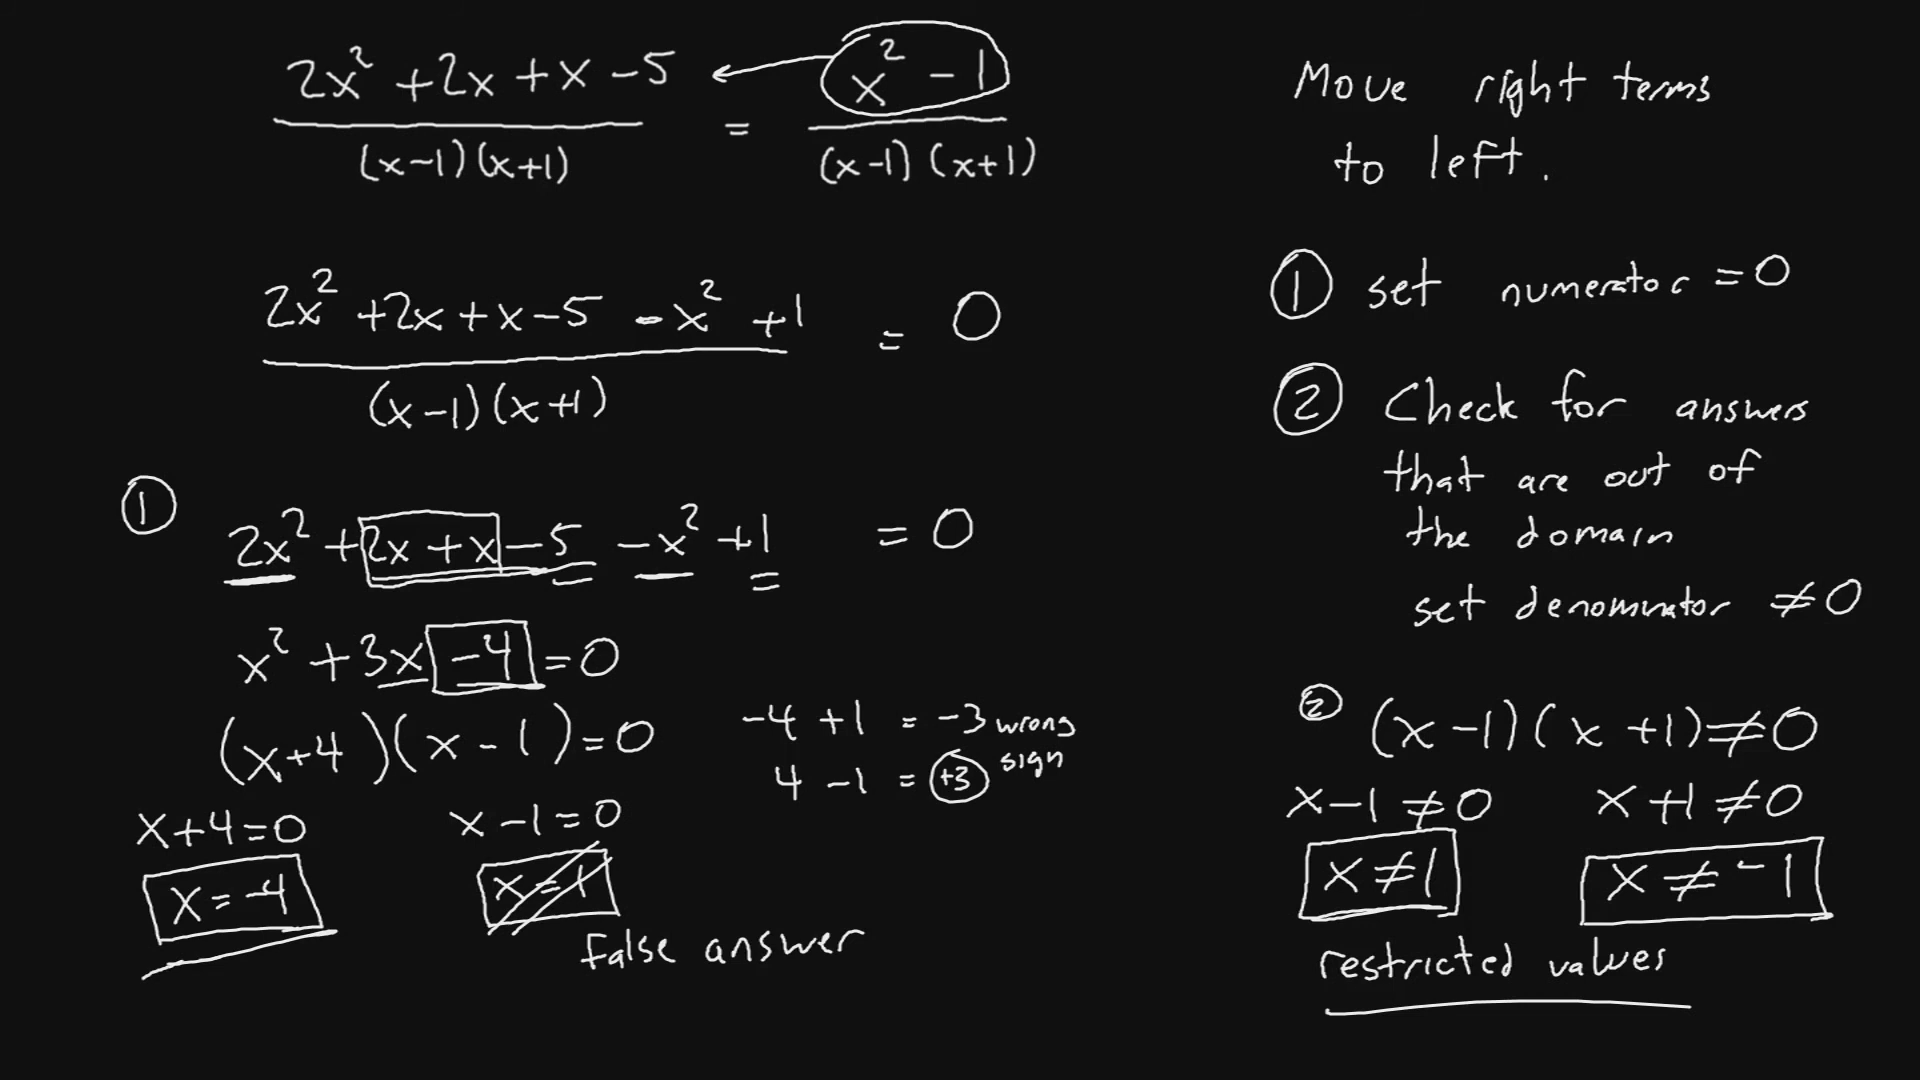 2x² + 2x + x − 5 = x² − 1
(x−1)(x+1) (x−1)(x+1)
2x² + 2x + x − 5 − x² + 1 = 0
(x−1)(x+1)
① 2x² + 2x + x − 5 − x² + 1 = 0
x² + 3x − 4 = 0
(x+4)(x−1) = 0
x+4=0
x=−4
x−1=0
x=1
False answer
−4 + 1 = −3 wrong sign
4 − 1 = +3
Move right terms
to left.
① set numerator = 0
② Check for answers
that are out of
the domain
set denominator ≠ 0
② (x−1)(x+1) ≠ 0
x−1 ≠ 0 x+1 ≠ 0
x ≠ 1 x ≠ −1
restricted values